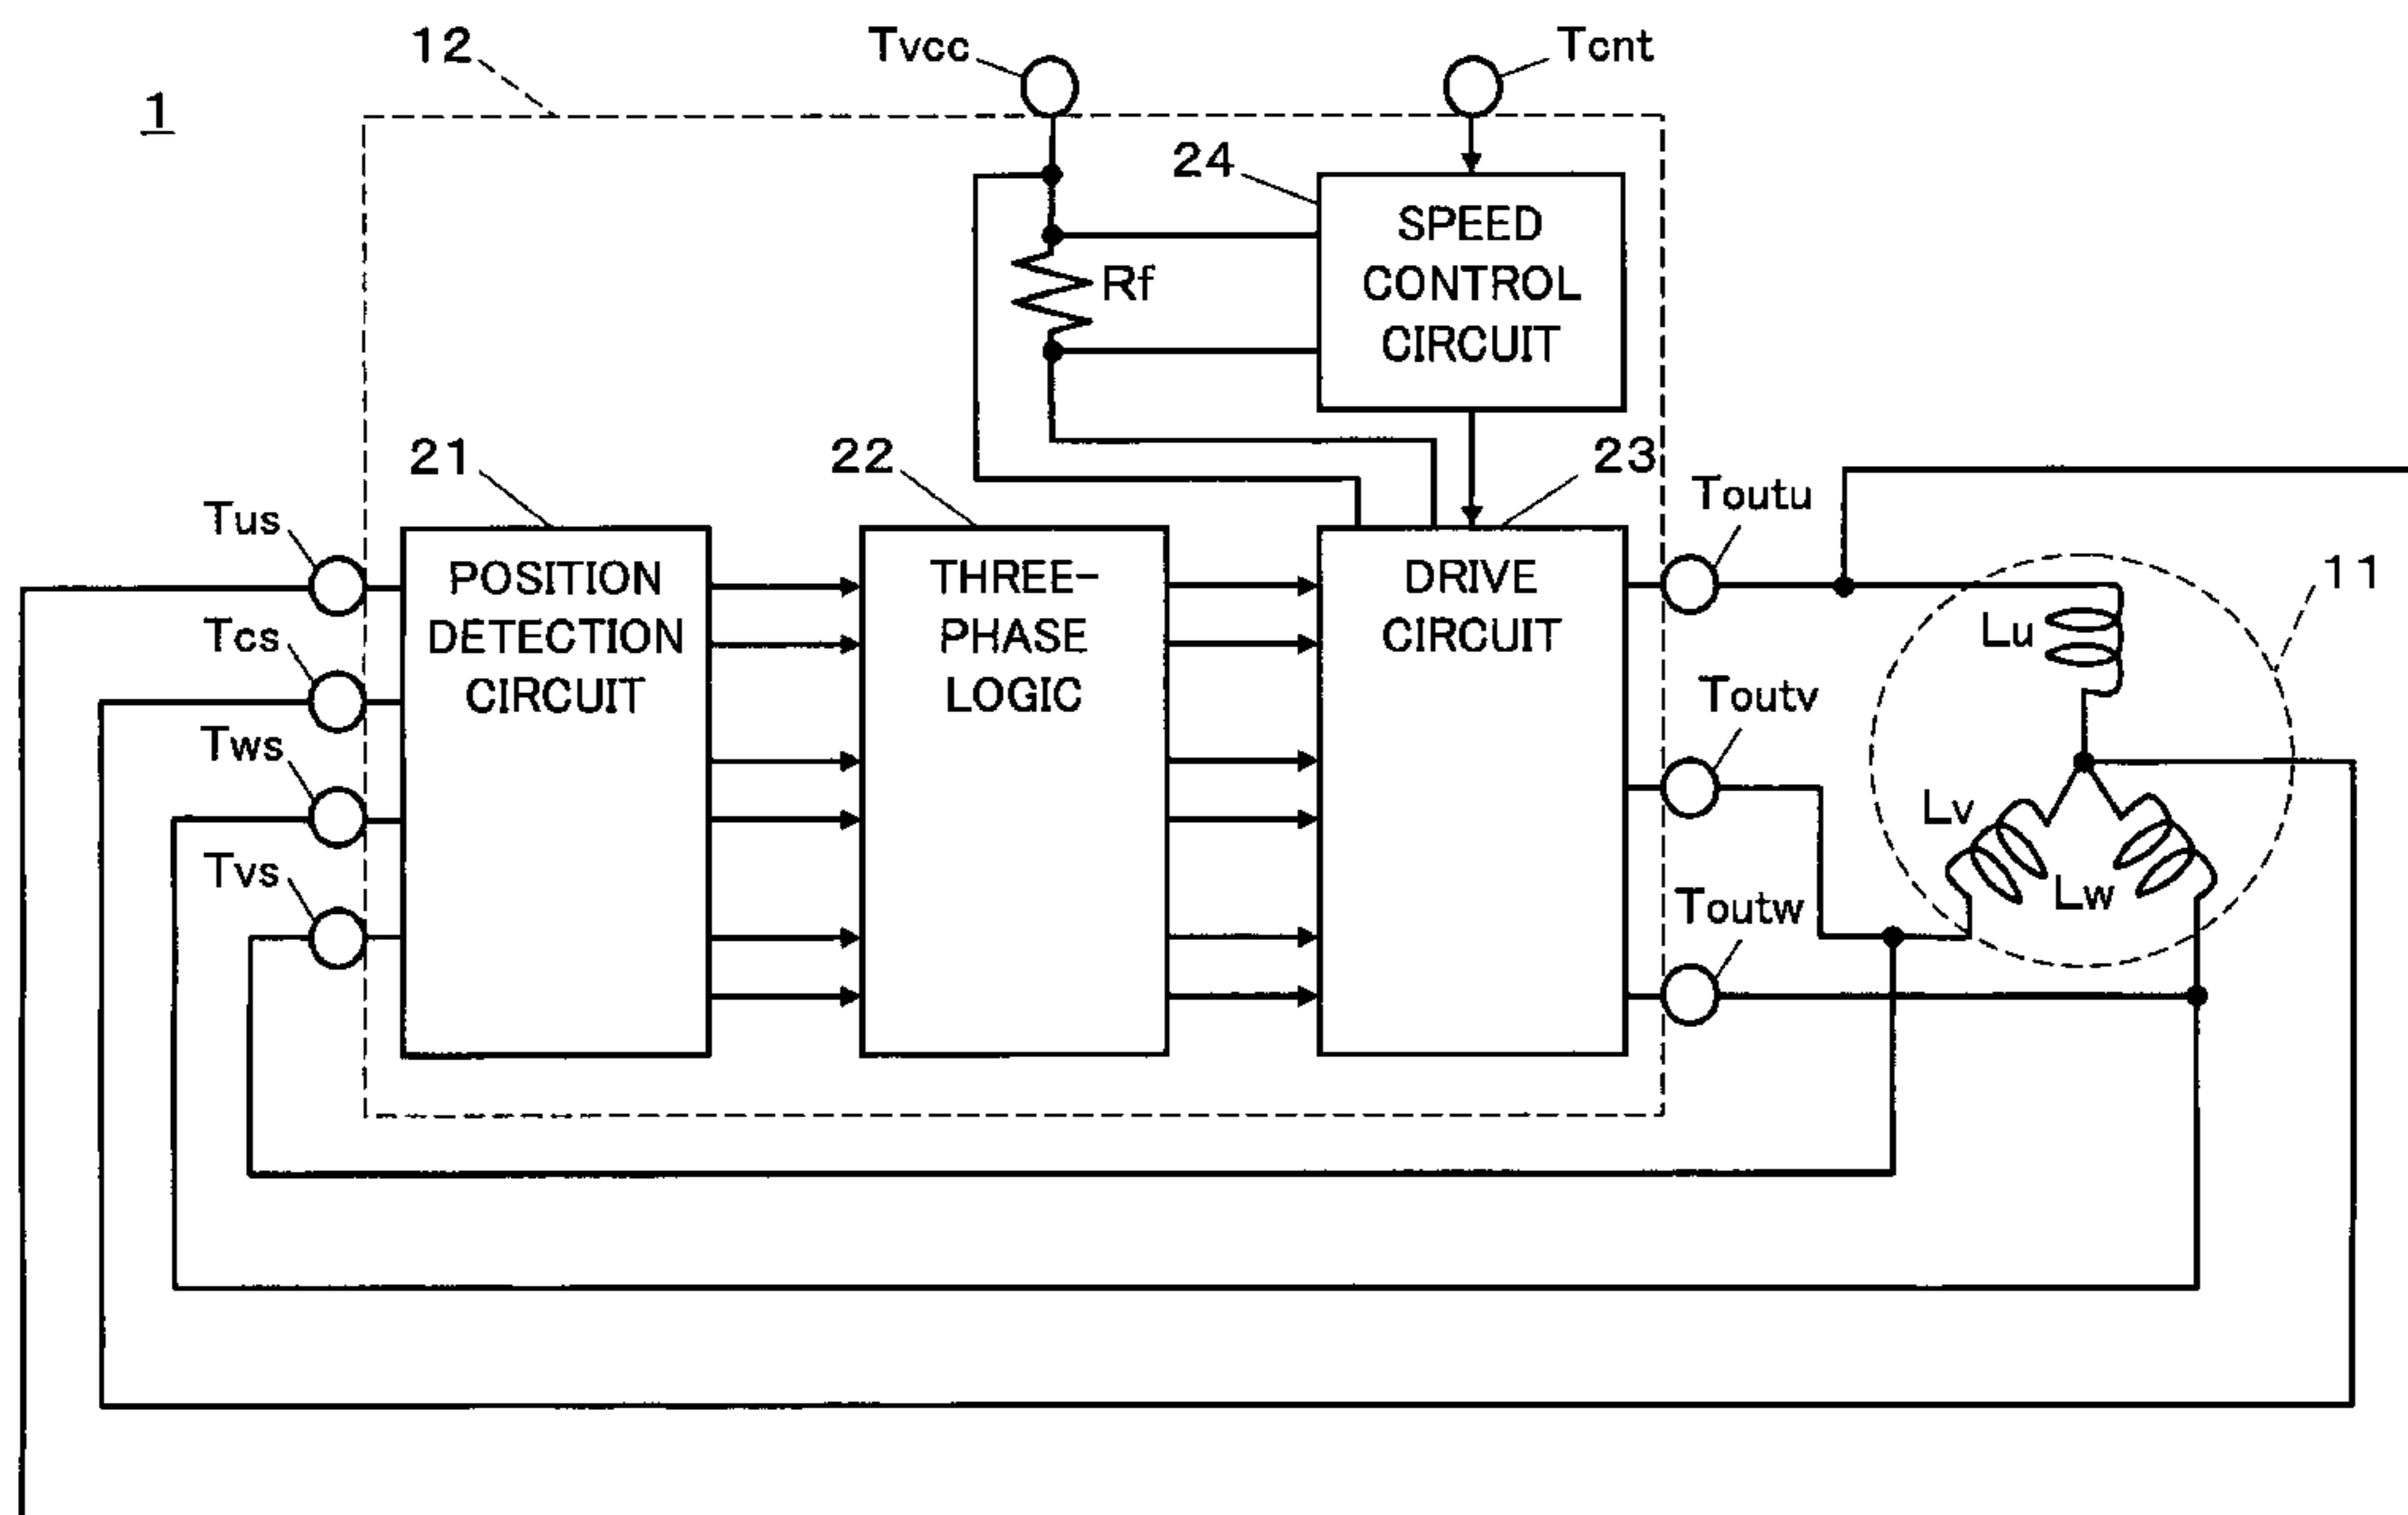 12
Tvcc
Tcnt
1
24
SPEED
CONTROL
CIRCUIT
Rf
21
22
23
Toutu
Tus
POSITION
DETECTION
CIRCUIT
THREE-
PHASE
LOGIC
DRIVE
CIRCUIT
11
Lu
Tcs
Toutv
Tws
Lv
Tvs
Lw
Toutw